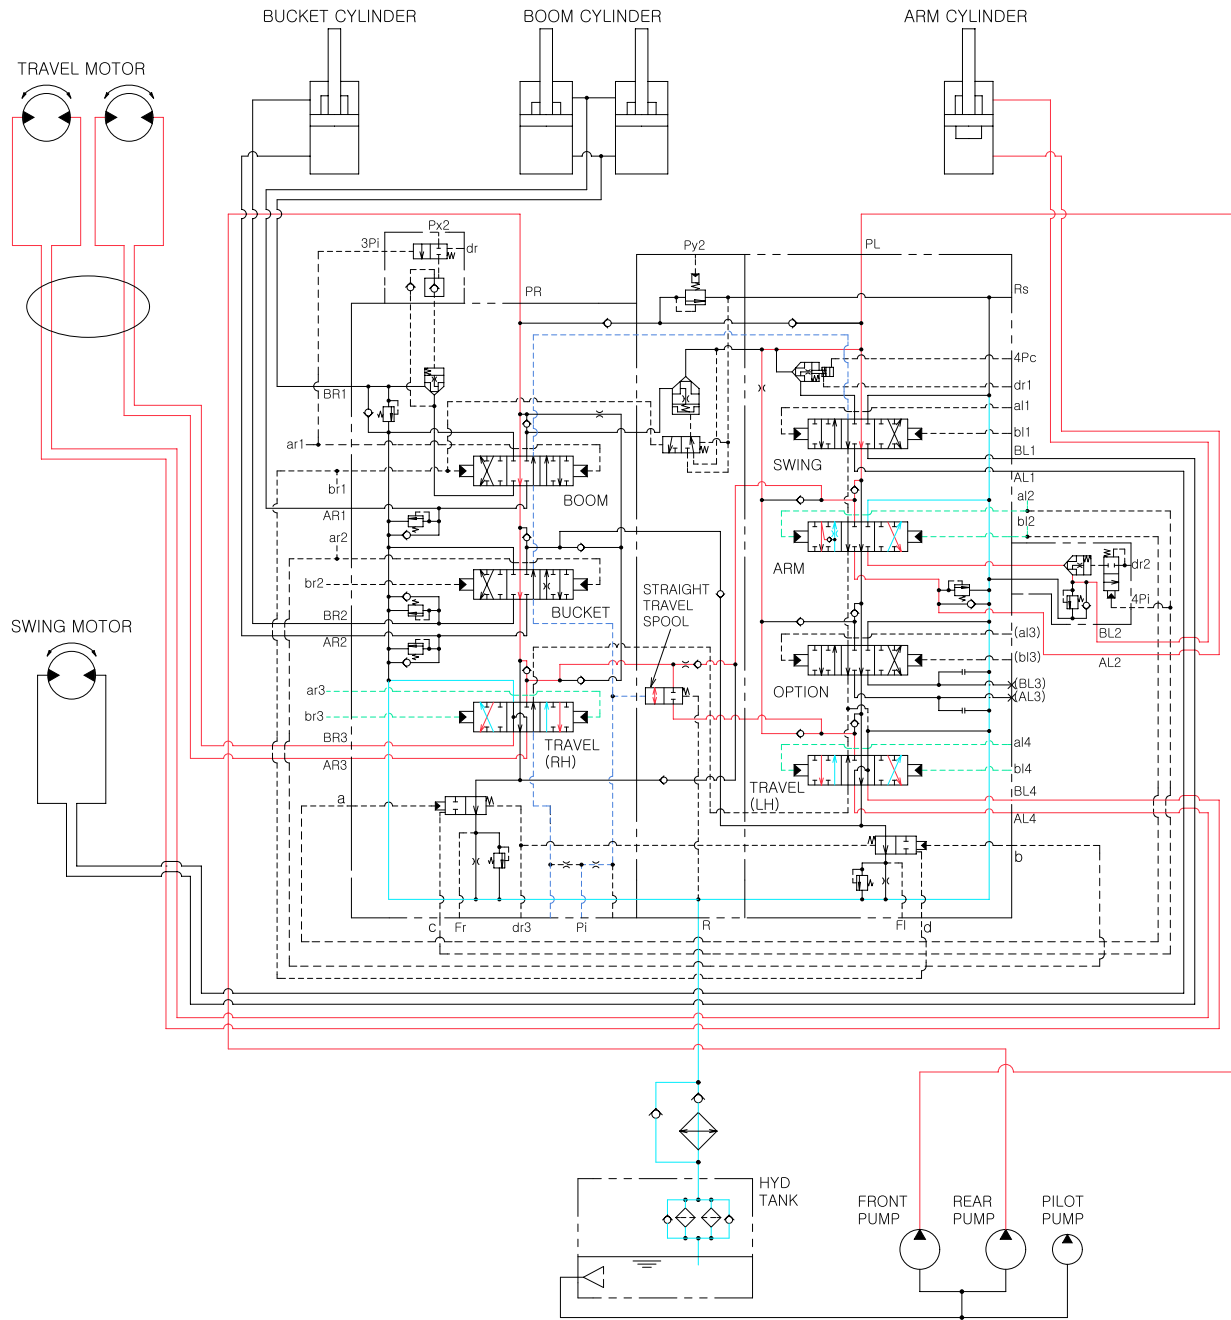 BUCKET CYLINDER
BOOM CYLINDER
ARM CYLINDER
TRAVEL MOTOR
Px2
3Pi
dr
Py2
PL
PR
Rs
4Pc
dr1
BR1
al1
bl1
ar1
SWING
BL1
br1
BOOM
AL1
al2
AR1
bl2
ar2
ARM
dr2
br2
STRAIGHT
TRAVEL
SPOOL
4Pi
BR2
BUCKET
SWING MOTOR
AR2
BL2
(al3)
AL2
(bl3)
ar3
OPTION
(BL3)
(AL3)
br3
BR3
TRAVEL
(RH)
AR3
al4
bl4
TRAVEL
(LH)
BL4
a
AL4
b
c
Fr
dr3
Pi
R
Fl
d
HYD
TANK
FRONT
PUMP
REAR
PUMP
PILOT
PUMP